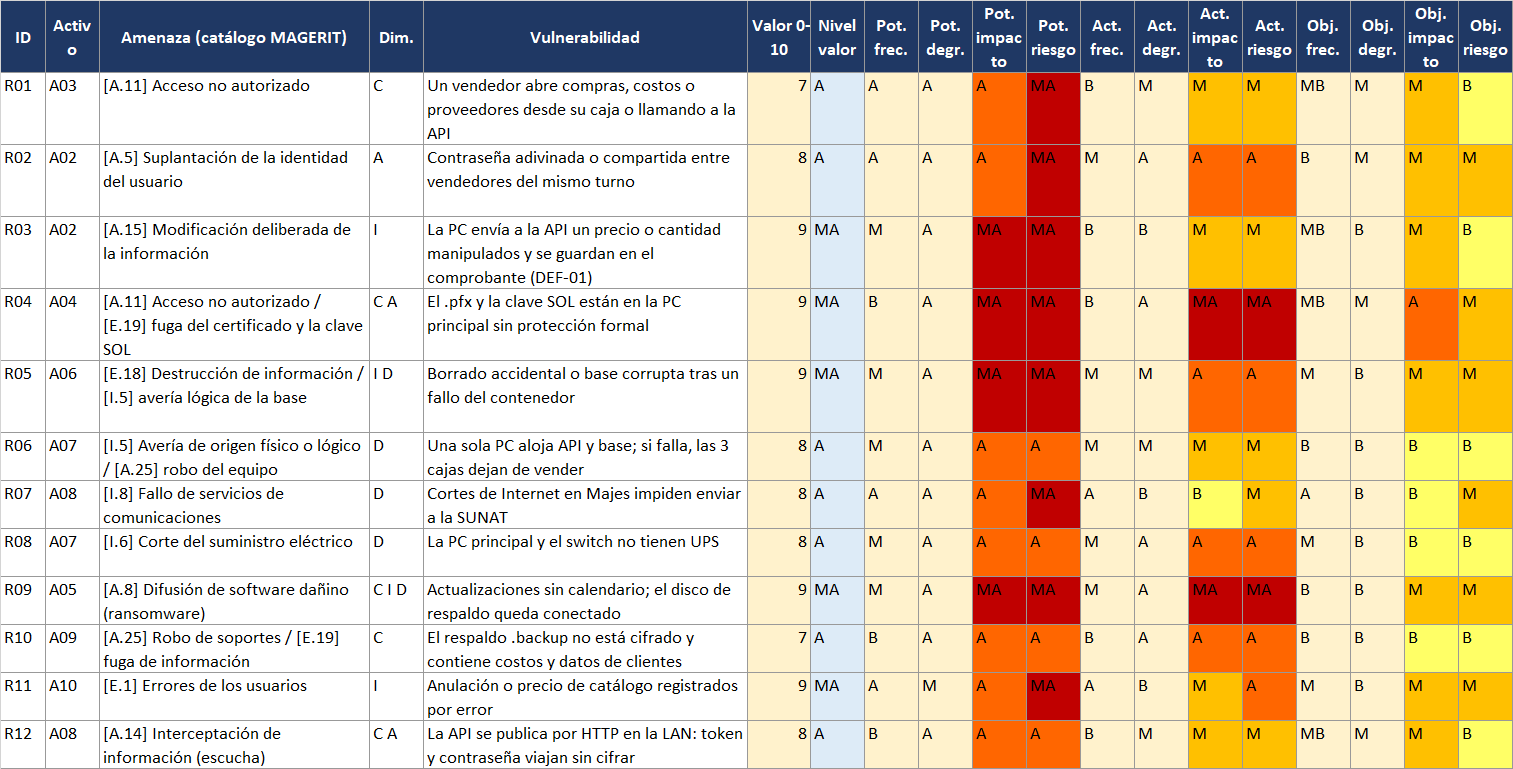 ID Activo Amenaza (catálogo MAGERIT) Dim. Vulnerabilidad Valor 0-10 Nivel valor Pot. frec. Pot. degr. Pot. impacto Pot. riesgo Act. frec. Act. degr. Act. impacto Act. riesgo Obj. frec. Obj. degr. Obj. impacto Obj. riesgo
R01 A03 [A.11] Acceso no autorizado C Un vendedor abre compras, costos o 7 A A A A MA B M M M MB M M B
proveedores desde su caja o llamando a la
API
R02 A02 [A.5] Suplantación de la identidad A Contraseña adivinada o compartida entre 8 A A A A MA M A A A B M M M
del usuario vendedores del mismo turno
R03 A02 [A.15] Modificación deliberada de I La PC envía a la API un precio o cantidad 9 MA M A MA MA B B M M MB B M B
la información manipulados y se guardan en el
comprobante (DEF-01)
R04 A04 [A.11] Acceso no autorizado / C A El .pfx y la clave SOL están en la PC 9 MA B A MA MA B A MA MA MB M A M
[E.19] fuga del certificado y la clave principal sin protección formal
SOL
R05 A06 [E.18] Destrucción de información / I D Borrado accidental o base corrupta tras un 9 MA M A MA MA M M A A M B M M
[I.5] avería lógica de la base fallo del contenedor
R06 A07 [I.5] Avería de origen físico o lógico D Una sola PC aloja API y base; si falla, las 3 8 A M A A A M M M M B B B B
/ [A.25] robo del equipo cajas dejan de vender
R07 A08 [I.8] Fallo de servicios de D Cortes de Internet en Majes impiden enviar 8 A A A A MA A B B M A B B M
comunicaciones a la SUNAT
R08 A07 [I.6] Corte del suministro eléctrico D La PC principal y el switch no tienen UPS 8 A M A A A M A A A M B B B
R09 A05 [A.8] Difusión de software dañino C I D Actualizaciones sin calendario; el disco de 9 MA M A MA MA M A MA MA B B M M
(ransomware) respaldo queda conectado
R10 A09 [A.25] Robo de soportes / [E.19] C El respaldo .backup no está cifrado y 7 A B A A A B A A A B B B B
fuga de información contiene costos y datos de clientes
R11 A10 [E.1] Errores de los usuarios I Anulación o precio de catálogo registrados 9 MA A M A MA A B M A M B M M
por error
R12 A08 [A.14] Interceptación de C A La API se publica por HTTP en la LAN: token 8 A B A A A B M M M MB M M B
información (escucha) y contraseña viajan sin cifrar